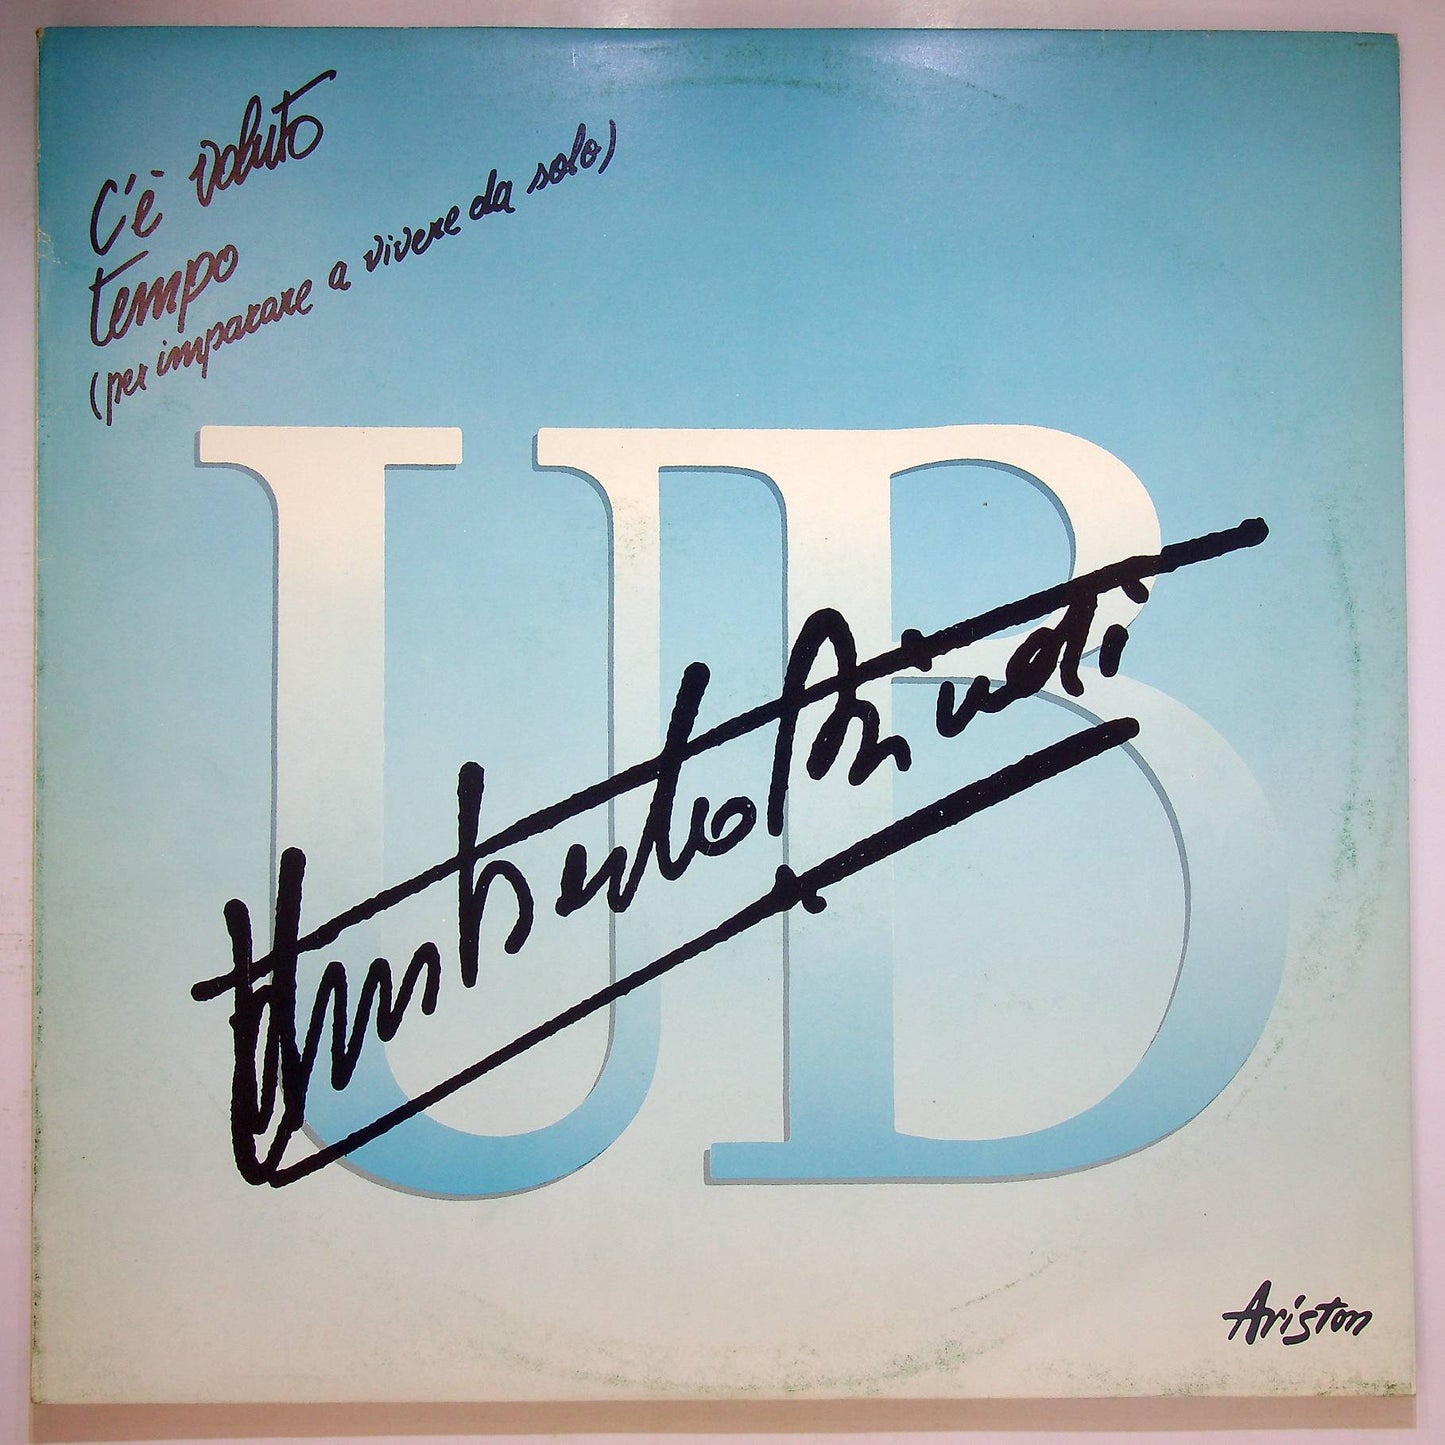 C'è voluto
tempo
(per imparare a vivere da solo)
UB
Umberto Bindi
Ariston